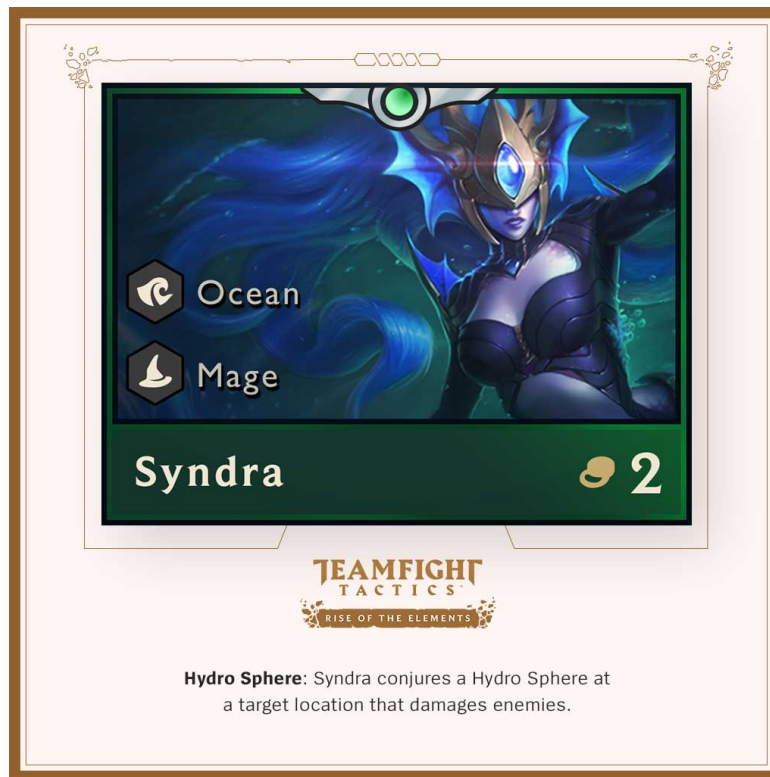 Ocean
Mage
Syndra 2
TEAMFIGHT
TACTICS
RISE OF THE ELEMENTS
Hydro Sphere: Syndra conjures a Hydro Sphere at
a target location that damages enemies.